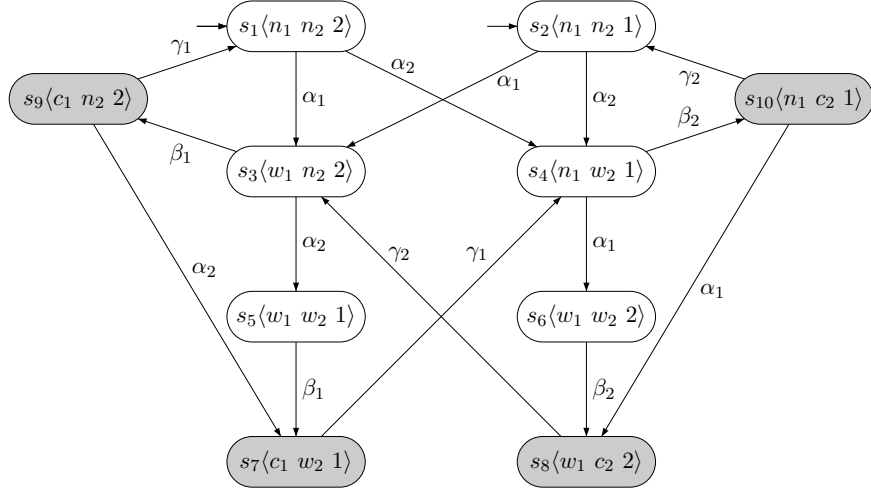 s₁⟨n₁ n₂ 2⟩ s₂⟨n₁ n₂ 1⟩
γ₁ α₂ α₁ γ₂
s₉⟨c₁ n₂ 2⟩ α₁ α₂ s₁₀⟨n₁ c₂ 1⟩
β₁ β₂
s₃⟨w₁ n₂ 2⟩ s₄⟨n₁ w₂ 1⟩
α₂ α₂ γ₂ γ₁ α₁ α₁
s₅⟨w₁ w₂ 1⟩ s₆⟨w₁ w₂ 2⟩
β₁ β₂
s₇⟨c₁ w₂ 1⟩ s₈⟨w₁ c₂ 2⟩